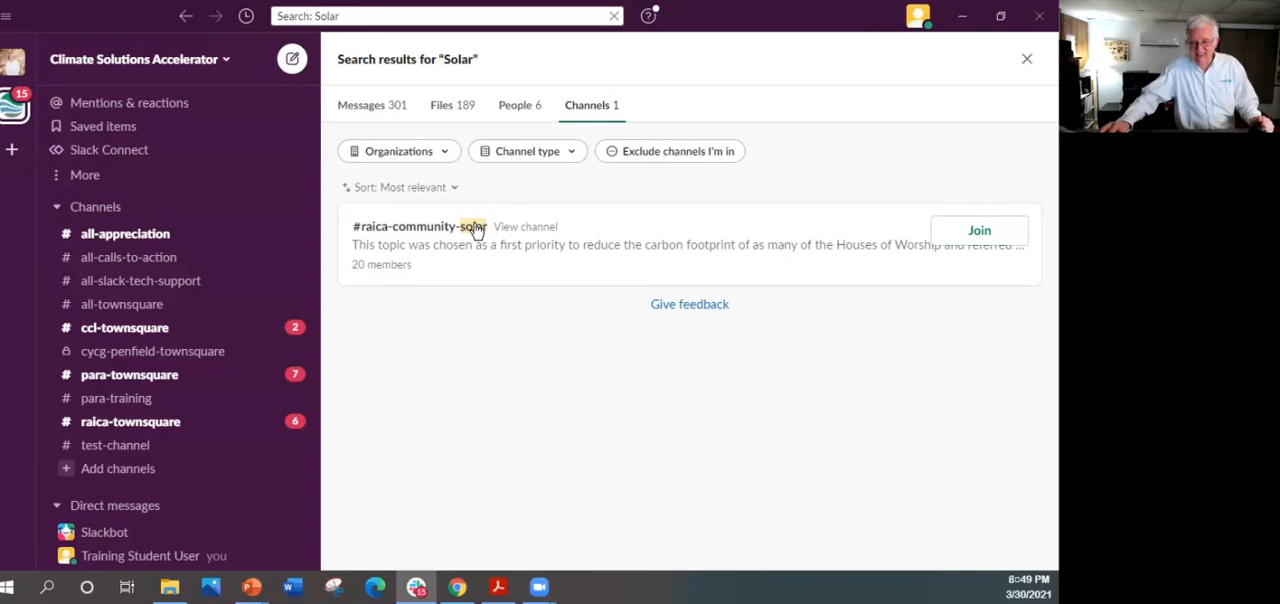 Search: Solar
15
Climate Solutions Accelerator
Mentions & reactions
Saved items
Slack Connect
More
Channels
# all-appreciation
# all-calls-to-action
# all-slack-tech-support
# all-townsquare
# ccl-townsquare 2
cycg-penfield-townsquare
# para-townsquare 7
# para-training
# raica-townsquare 6
# test-channel
+ Add channels
Direct messages
Slackbot
Training Student User you
Search results for “Solar”
Messages 301 Files 189 People 6 Channels 1
Organizations Channel type Exclude channels I'm in
Sort: Most relevant
#raica-community-solar View channel
Join
This topic was chosen as a first priority to reduce the carbon footprint of as many of the Houses of Worship and referred ...
20 members
Give feedback
15
8:49 PM
3/30/2021